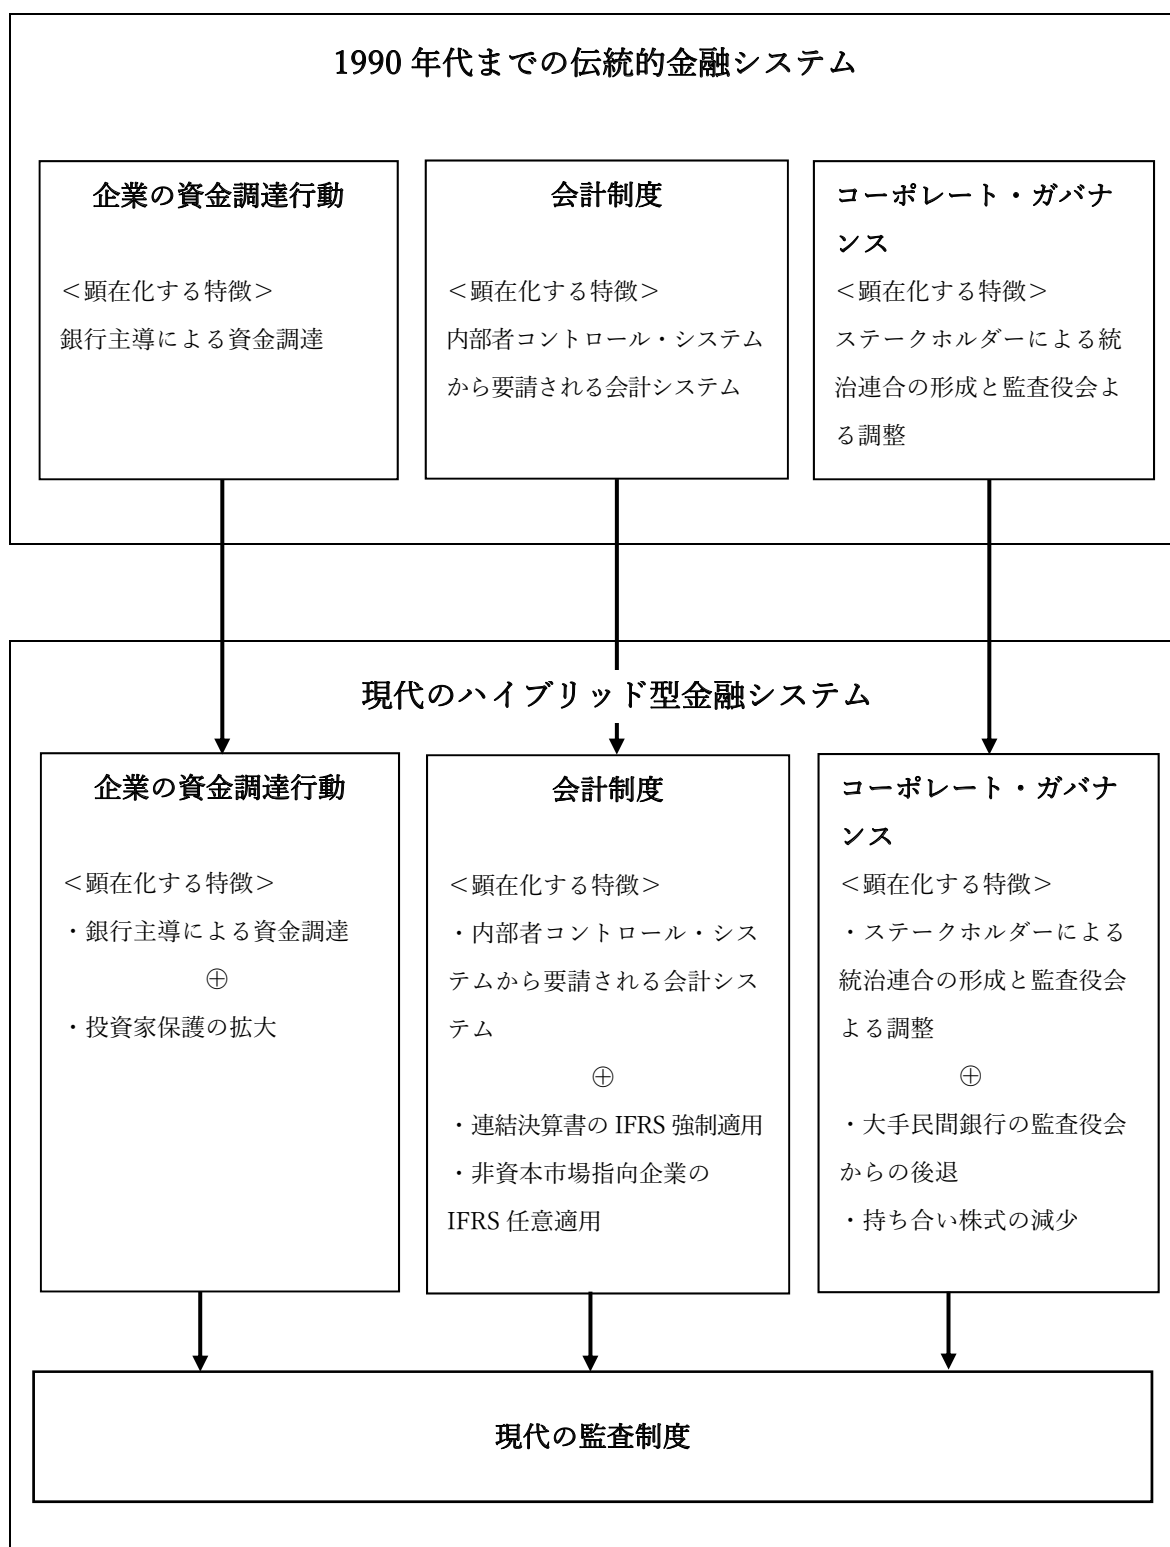 1990 年代までの伝統的金融システム
企業の資金調達行動
＜顕在化する特徴＞
銀行主導による資金調達
会計制度
＜顕在化する特徴＞
内部者コントロール・システム
から要請される会計システム
コーポレート・ガバナ
ンス
＜顕在化する特徴＞
ステークホルダーによる統
治連合の形成と監査役会よ
る調整
現代のハイブリッド型金融システム
企業の資金調達行動
＜顕在化する特徴＞
・銀行主導による資金調達
⊕
・投資家保護の拡大
会計制度
＜顕在化する特徴＞
・内部者コントロール・シス
テムから要請される会計シス
テム
⊕
・連結決算書の IFRS 強制適用
・非資本市場指向企業の
IFRS 任意適用
コーポレート・ガバナ
ンス
＜顕在化する特徴＞
・ステークホルダーによる
統治連合の形成と監査役会
よる調整
⊕
・大手民間銀行の監査役会
からの後退
・持ち合い株式の減少
現代の監査制度